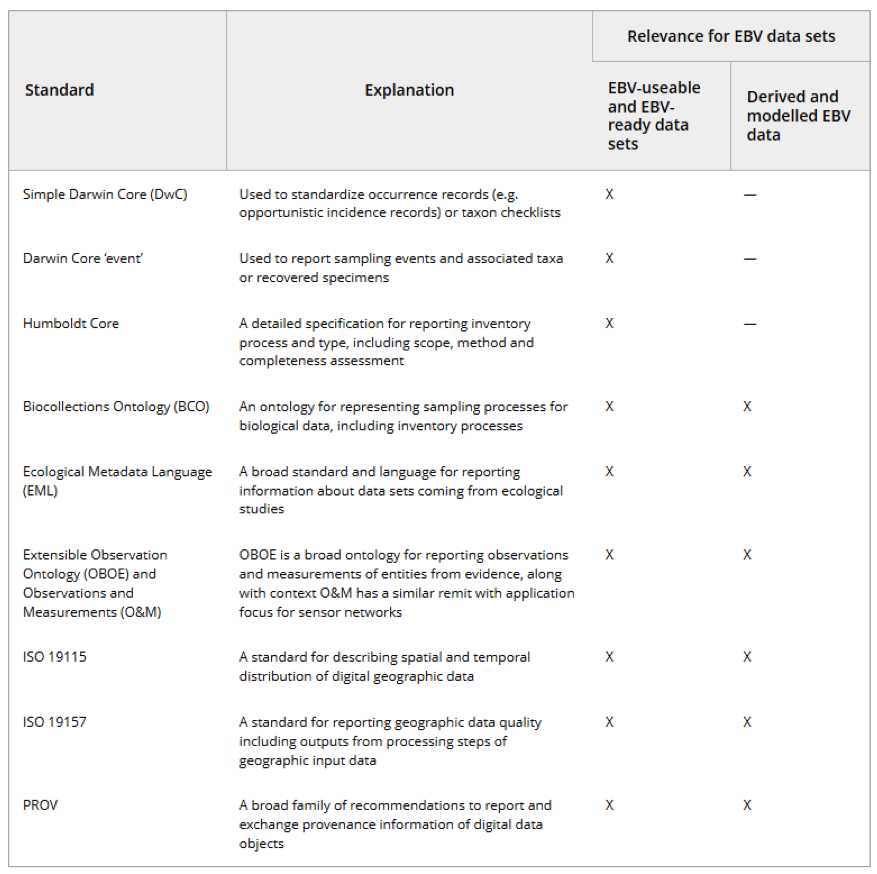 Relevance for EBV data sets
Standard
Explanation
EBV-useable
and EBV-
ready data
sets
Derived and
modelled EBV
data
Simple Darwin Core (DwC)
Used to standardize occurrence records (e.g.
opportunistic incidence records) or taxon checklists
X
—
Darwin Core ‘event’
Used to report sampling events and associated taxa
or recovered specimens
X
—
Humboldt Core
A detailed specification for reporting inventory
process and type, including scope, method and
completeness assessment
X
—
Biocollections Ontology (BCO)
An ontology for representing sampling processes for
biological data, including inventory processes
X
X
Ecological Metadata Language
(EML)
A broad standard and language for reporting
information about data sets coming from ecological
studies
X
X
Extensible Observation
Ontology (OBOE) and
Observations and
Measurements (O&M)
OBOE is a broad ontology for reporting observations
and measurements of entities from evidence, along
with context O&M has a similar remit with application
focus for sensor networks
X
X
ISO 19115
A standard for describing spatial and temporal
distribution of digital geographic data
X
X
ISO 19157
A standard for reporting geographic data quality
including outputs from processing steps of
geographic input data
X
X
PROV
A broad family of recommendations to report and
exchange provenance information of digital data
objects
X
X